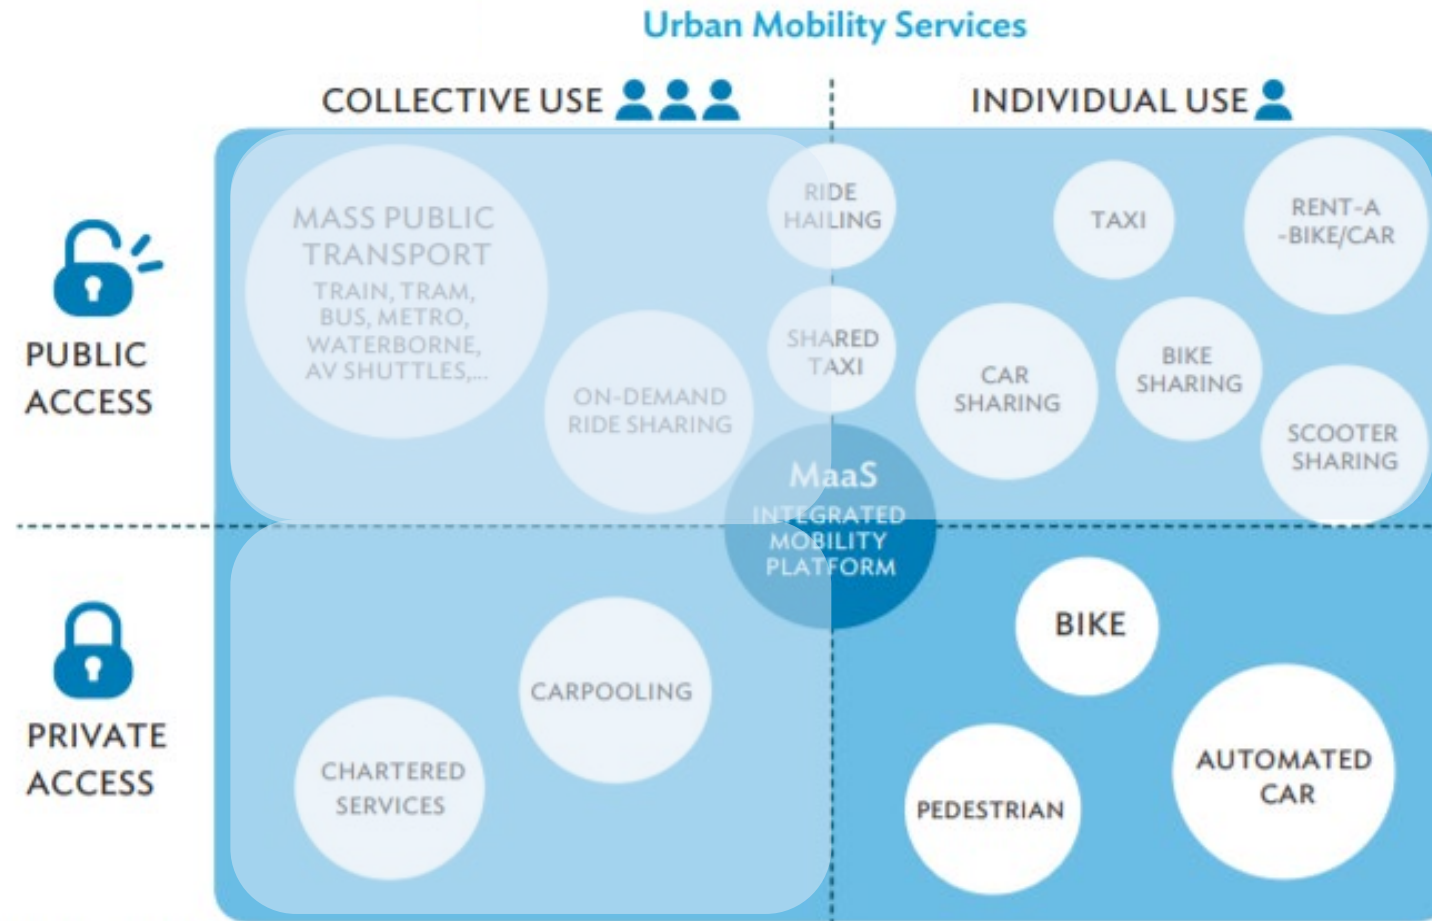 Urban Mobility Services
COLLECTIVE USE
INDIVIDUAL USE
PUBLIC
ACCESS
MASS PUBLIC
TRANSPORT
TRAIN, TRAM,
BUS, METRO,
WATERBORNE,
AV SHUTTLES,...
ON-DEMAND
RIDE SHARING
RIDE
HAILING
SHARED
TAXI
TAXI
RENT-A
-BIKE/CAR
CAR
SHARING
BIKE
SHARING
SCOOTER
SHARING
MaaS
INTEGRATED
MOBILITY
PLATFORM
PRIVATE
ACCESS
CHARTERED
SERVICES
CARPOOLING
BIKE
PEDESTRIAN
AUTOMATED
CAR